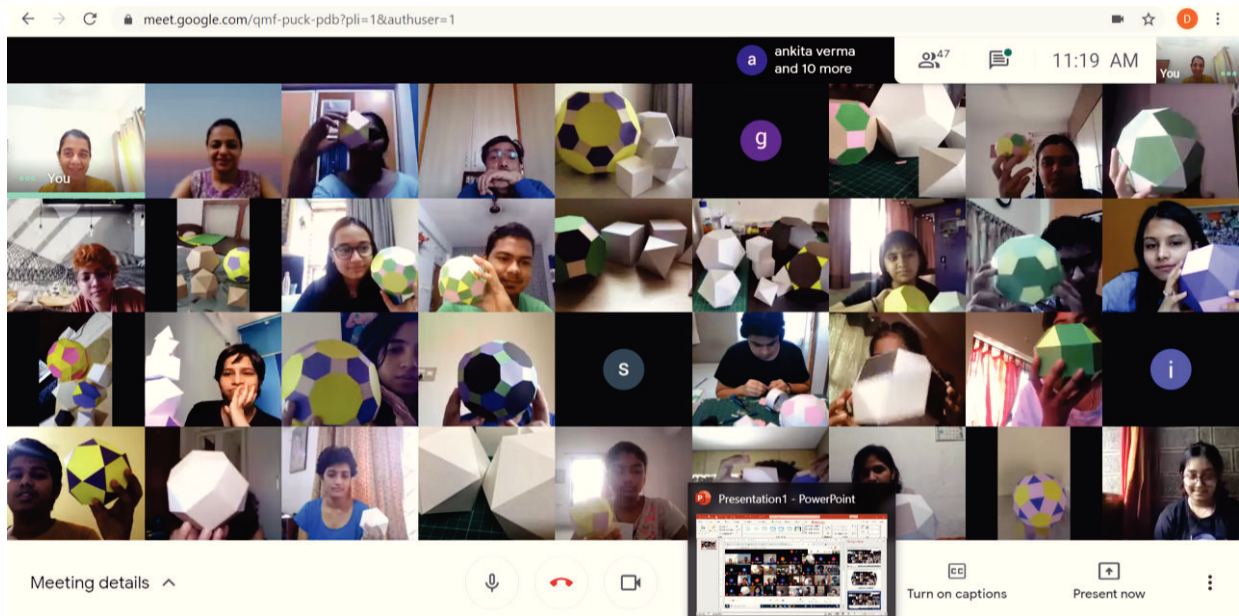 meet.google.com/qmf-puck-pdb?pli=1&authuser=1
D
a
ankita verma
and 10 more
47
11:19 AM
You
You
g
s
i
Presentation1 - PowerPoint
Meeting details
CC
Turn on captions
Present now